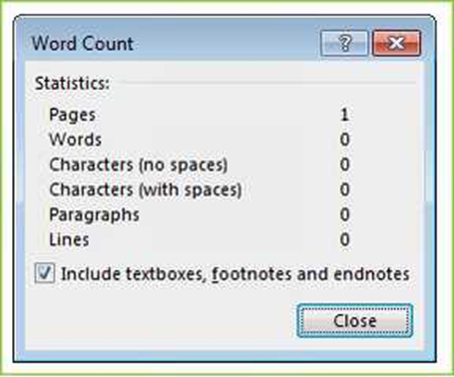 Word Count
?
Statistics:
Pages 1
Words 0
Characters (no spaces) 0
Characters (with spaces) 0
Paragraphs 0
Lines 0
Include textboxes, footnotes and endnotes
Close